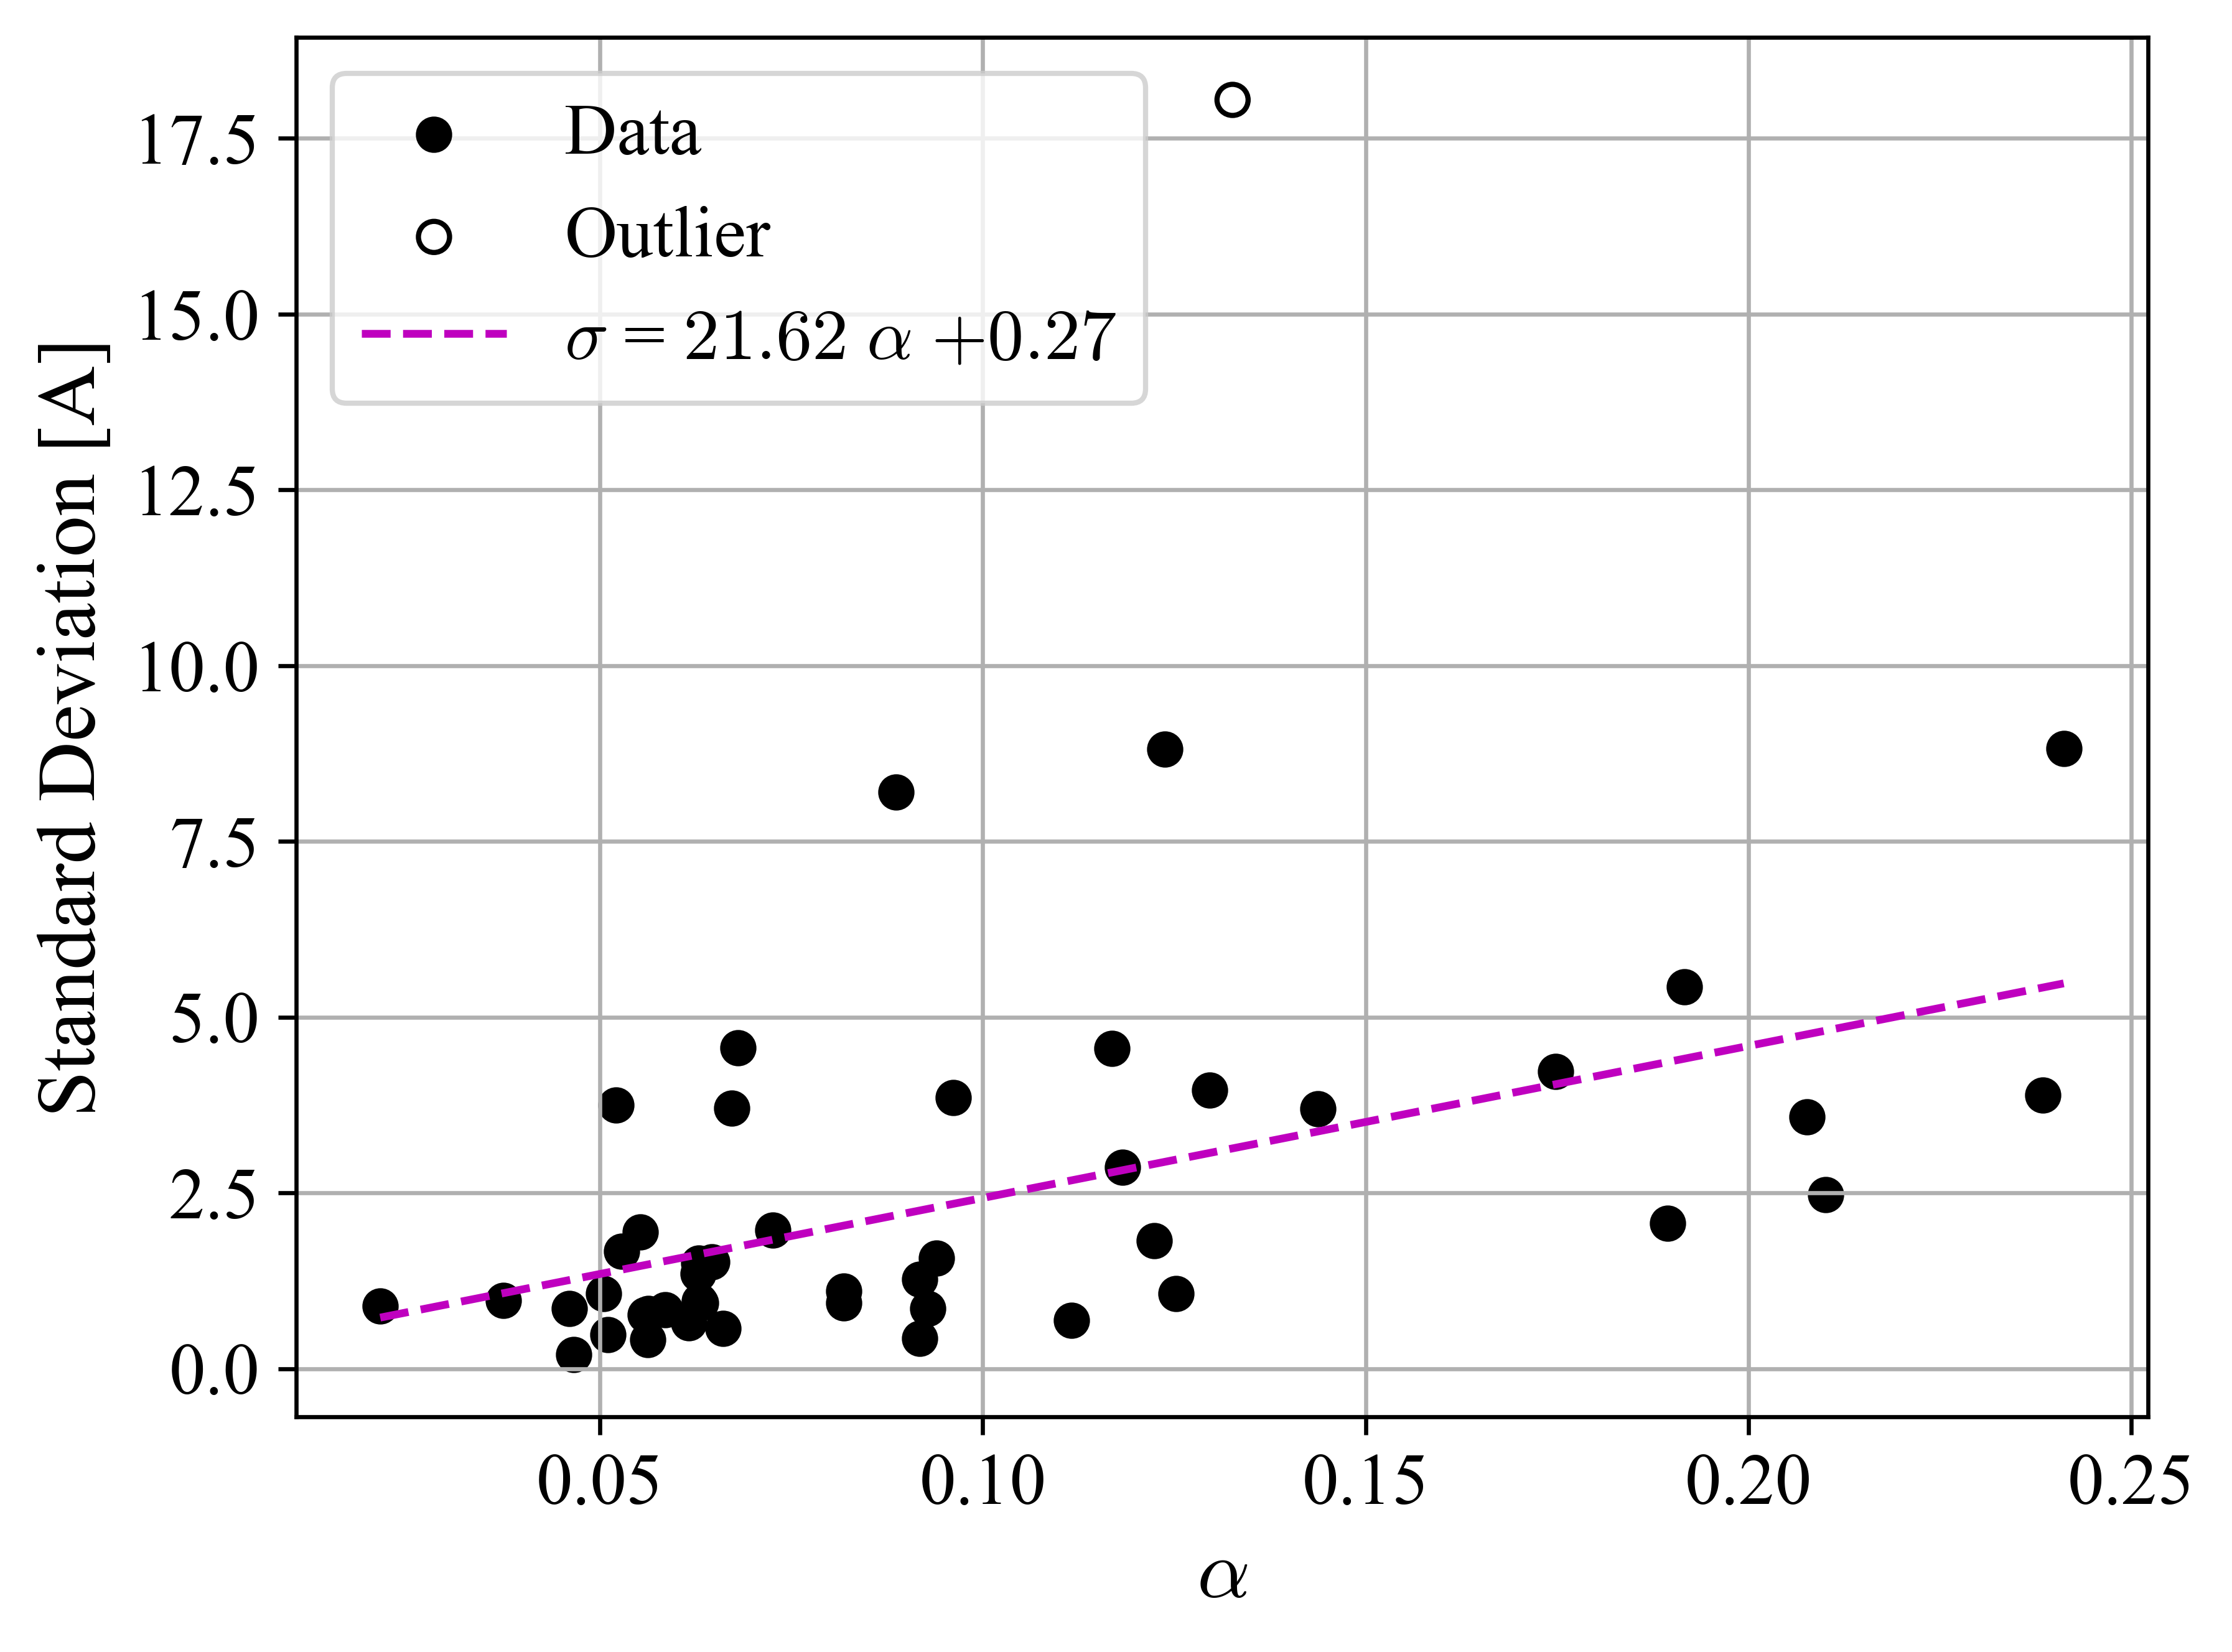 Data
Outlier
σ = 21.62 α +0.27
Standard Deviation [A]
17.5
15.0
12.5
10.0
7.5
5.0
2.5
0.0
0.05 0.10 0.15 0.20 0.25
α